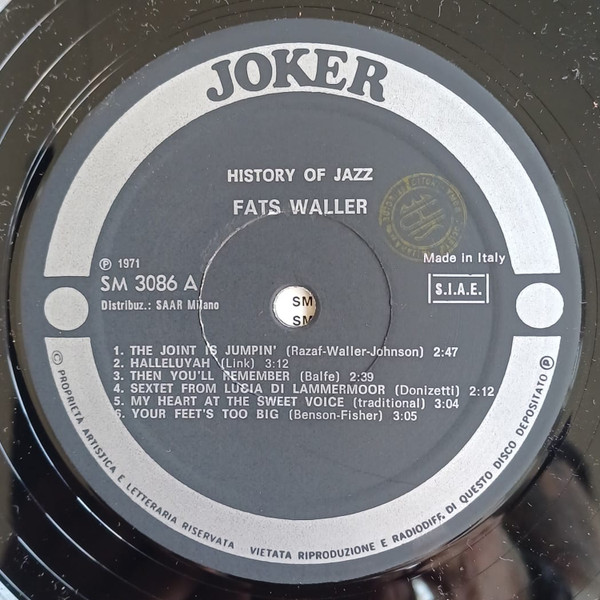 JOKER
HISTORY OF JAZZ
FATS WALLER
Made in Italy
℗ 1971
SM 3086 A
S.I.A.E.
Distribuz.: SAAR Milano
SM
SM
1. THE JOINT IS JUMPIN' (Razaf-Waller-Johnson) 2:47
2. HALLELUYAH (Link) 3:12
3. THEN YOU'LL REMEMBER (Balfe) 2:39
4. SEXTET FROM LUCIA DI LAMMERMOOR (Donizetti) 2:12
5. MY HEART AT THE SWEET VOICE (traditional) 3:04
6. YOUR FEET'S TOO BIG (Benson-Fisher) 3:05
© PROPRIETÀ ARTISTICA E LETTERARIA RISERVATA VIETATA RIPRODUZIONE E RADIODIFF. DI QUESTO DISCO DEPOSITATO ℗